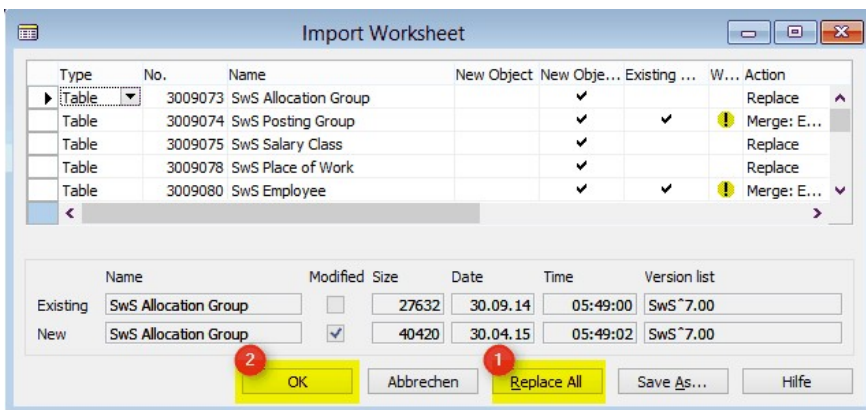 Import Worksheet
Type No. Name New Object New Obje... Existing ... W... Action
Table 3009073 SwS Allocation Group Replace
Table 3009074 SwS Posting Group Merge: E...
Table 3009075 SwS Salary Class Replace
Table 3009078 SwS Place of Work Replace
Table 3009080 SwS Employee Merge: E...
Name Modified Size Date Time Version list
Existing SwS Allocation Group 27632 30.09.14 05:49:00 SwS^7.00
New SwS Allocation Group 40420 30.04.15 05:49:02 SwS^7.00
2 1
OK Abbrechen Replace All Save As... Hilfe